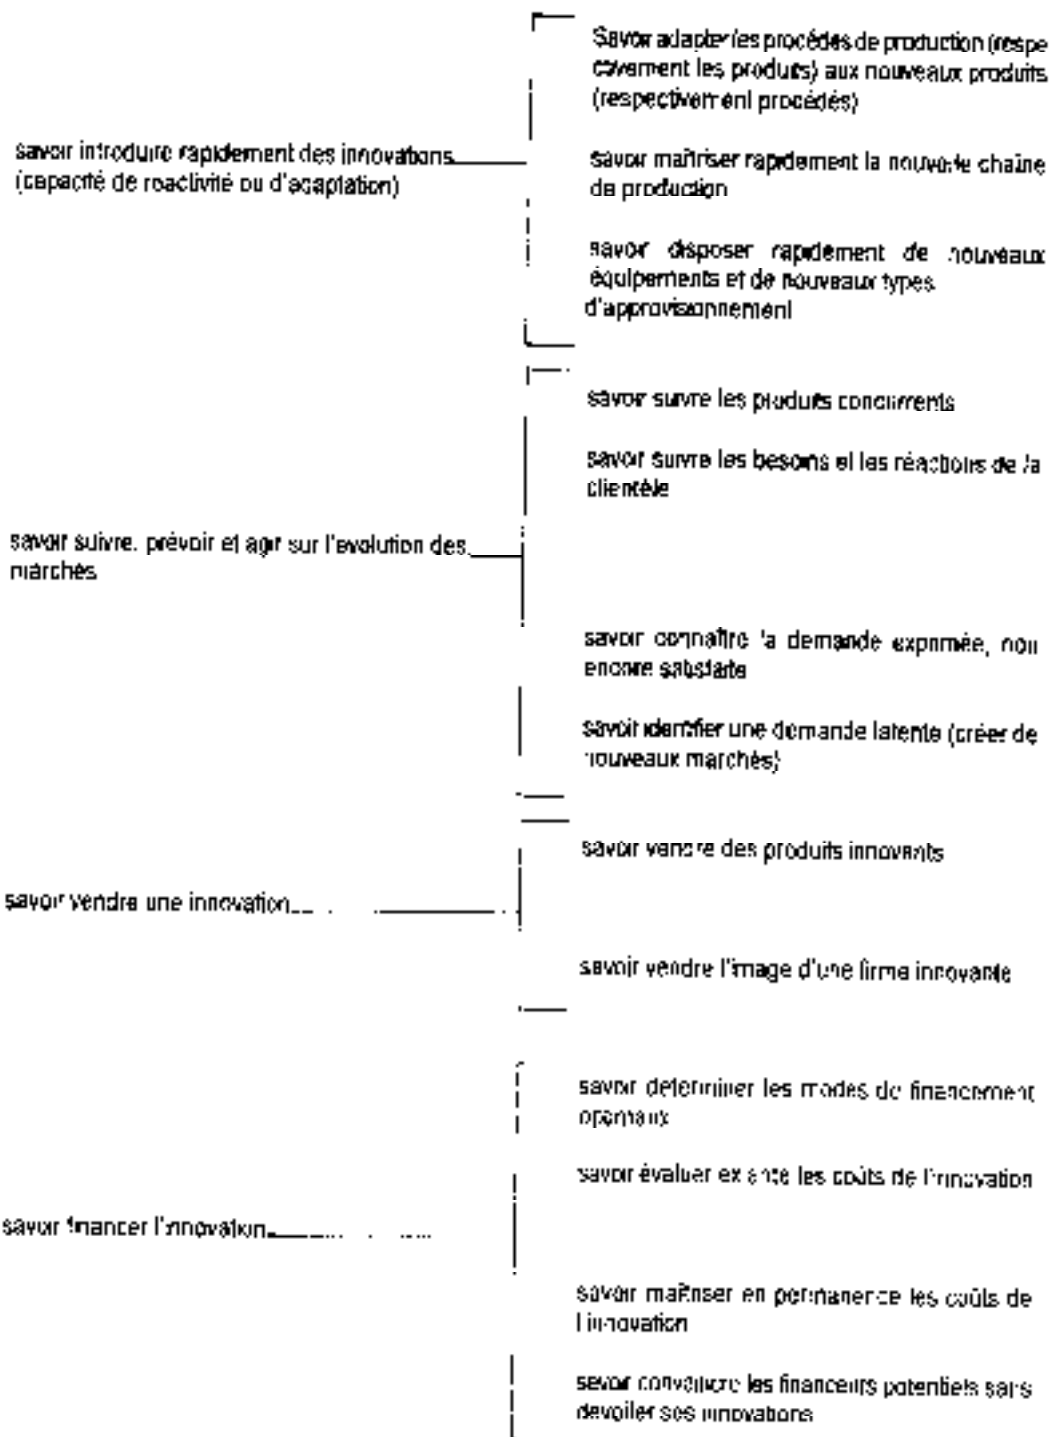 Savoir adapter les procédés de production (respe
ctivement les produits) aux nouveaux produits
(respectivement procédés)
savoir introduire rapidement des innovations
(capacité de réactivité ou d'adaptation)
savoir maîtriser rapidement la nouvelle chaîne
de production
savoir disposer rapidement de nouveaux
équipements et de nouveaux types
d'approvisionnement
savoir suivre les produits concurrents
savoir suivre les besoins et les réactions de la
clientèle
savoir suivre, prévoir et agir sur l'évolution des
marchés
savoir connaître la demande exprimée, non
encore satisfaite
savoir identifier une demande latente (créer de
nouveaux marchés)
savoir vendre des produits innovants
savoir vendre une innovation
savoir vendre l'image d'une firme innovante
savoir déterminer les modes de financement
optimaux
savoir évaluer ex ante les coûts de l'innovation
savoir financer l'innovation
savoir maîtriser en permanence les coûts de
l'innovation
savoir convaincre les financeurs potentiels sans
dévoiler ses innovations